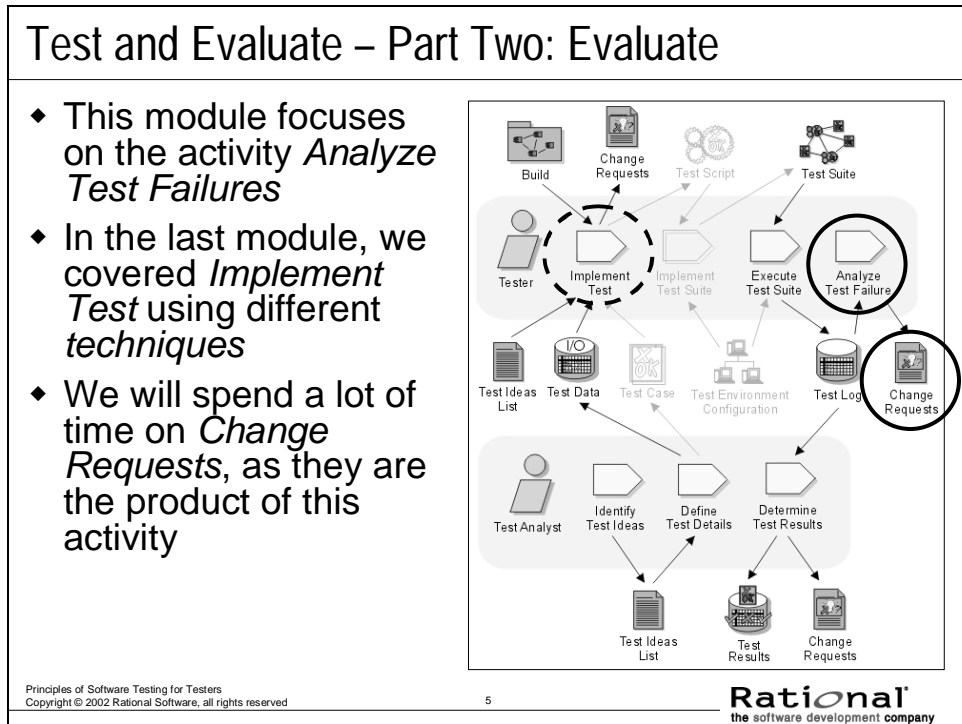 Test and Evaluate – Part Two: Evaluate
◆ This module focuses
on the activity Analyze
Test Failures
◆ In the last module, we
covered Implement
Test using different
techniques
◆ We will spend a lot of
time on Change
Requests, as they are
the product of this
activity
Build
Change
Requests
Test Script
Test Suite
Tester
Implement
Test
Implement
Test Suite
Execute
Test Suite
Analyze
Test Failure
Test Ideas
List
I/O
Test Data
X
OK
Test Case
Test Environment
Configuration
Test Log
Change
Requests
Test Analyst
Identify
Test Ideas
Define
Test Details
Determine
Test Results
Test Ideas
List
Test
Results
Change
Requests
Principles of Software Testing for Testers
Copyright © 2002 Rational Software, all rights reserved
5
Rational
the software development company